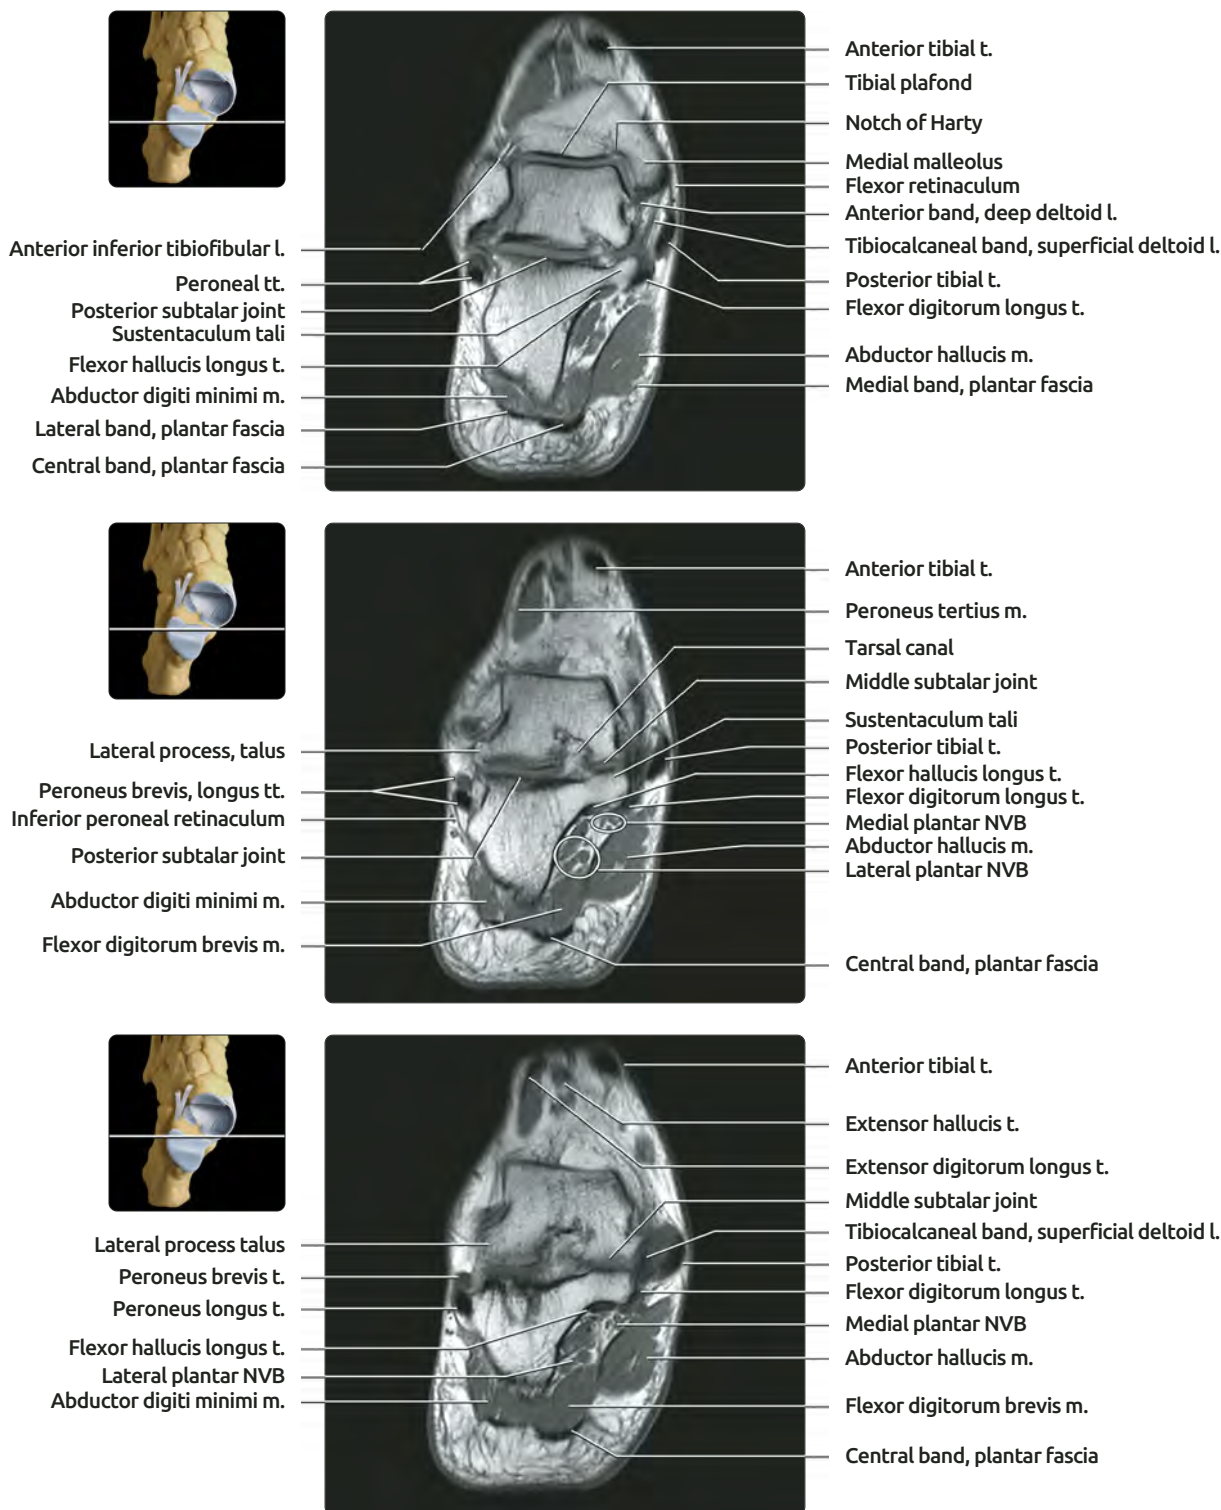 Anterior tibial t.
Tibial plafond
Notch of Harty
Medial malleolus
Flexor retinaculum
Anterior band, deep deltoid l.
Tibiocalcaneal band, superficial deltoid l.
Posterior tibial t.
Flexor digitorum longus t.
Abductor hallucis m.
Medial band, plantar fascia
Anterior inferior tibiofibular l.
Peroneal tt.
Posterior subtalar joint
Sustentaculum tali
Flexor hallucis longus t.
Abductor digiti minimi m.
Lateral band, plantar fascia
Central band, plantar fascia
Anterior tibial t.
Peroneus tertius m.
Tarsal canal
Middle subtalar joint
Sustentaculum tali
Posterior tibial t.
Flexor hallucis longus t.
Flexor digitorum longus t.
Medial plantar NVB
Abductor hallucis m.
Lateral plantar NVB
Central band, plantar fascia
Lateral process, talus
Peroneus brevis, longus tt.
Inferior peroneal retinaculum
Posterior subtalar joint
Abductor digiti minimi m.
Flexor digitorum brevis m.
Anterior tibial t.
Extensor hallucis t.
Extensor digitorum longus t.
Middle subtalar joint
Tibiocalcaneal band, superficial deltoid l.
Posterior tibial t.
Flexor digitorum longus t.
Medial plantar NVB
Abductor hallucis m.
Flexor digitorum brevis m.
Central band, plantar fascia
Lateral process talus
Peroneus brevis t.
Peroneus longus t.
Flexor hallucis longus t.
Lateral plantar NVB
Abductor digiti minimi m.